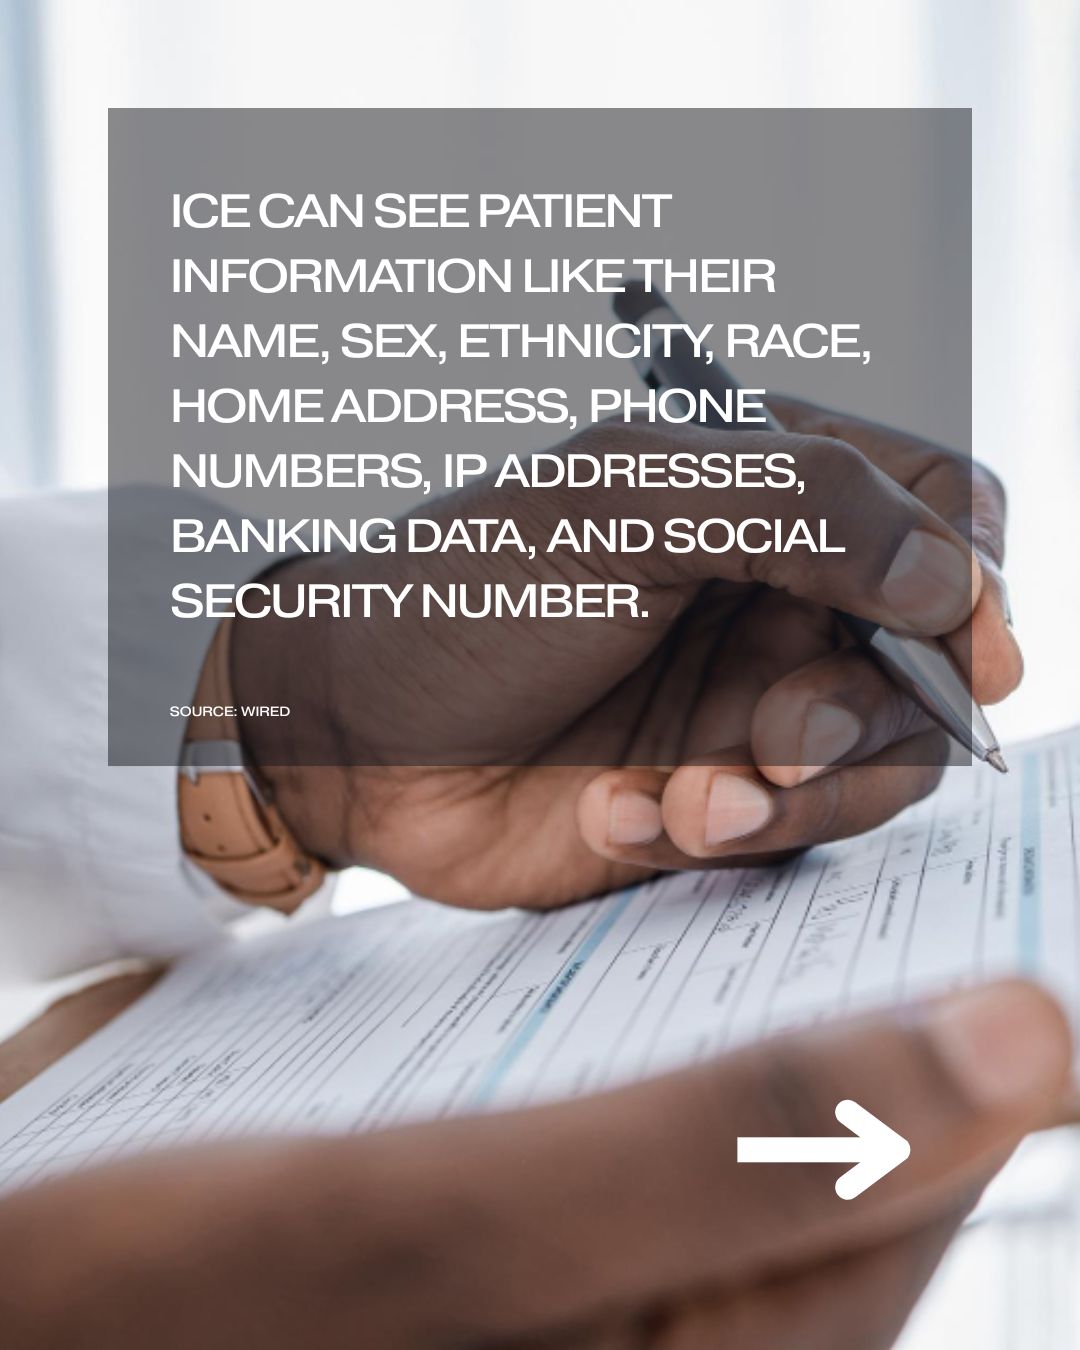 ICE CAN SEE PATIENT
INFORMATION LIKE THEIR
NAME, SEX, ETHNICITY, RACE,
HOME ADDRESS, PHONE
NUMBERS, IP ADDRESSES,
BANKING DATA, AND SOCIAL
SECURITY NUMBER.
SOURCE: WIRED